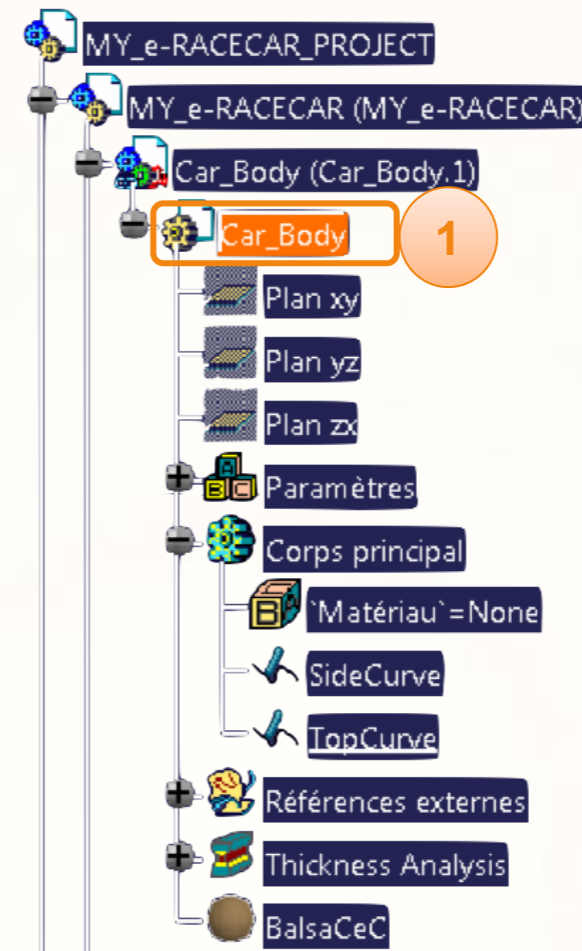 MY_e-RACECAR_PROJECT
MY_e-RACECAR (MY_e-RACECAR)
Car_Body (Car_Body.1)
Car_Body 1
Plan xy
Plan yz
Plan zx
Paramètres
Corps principal
`Matériau`=None
SideCurve
TopCurve
Références externes
Thickness Analysis
BalsaCeC